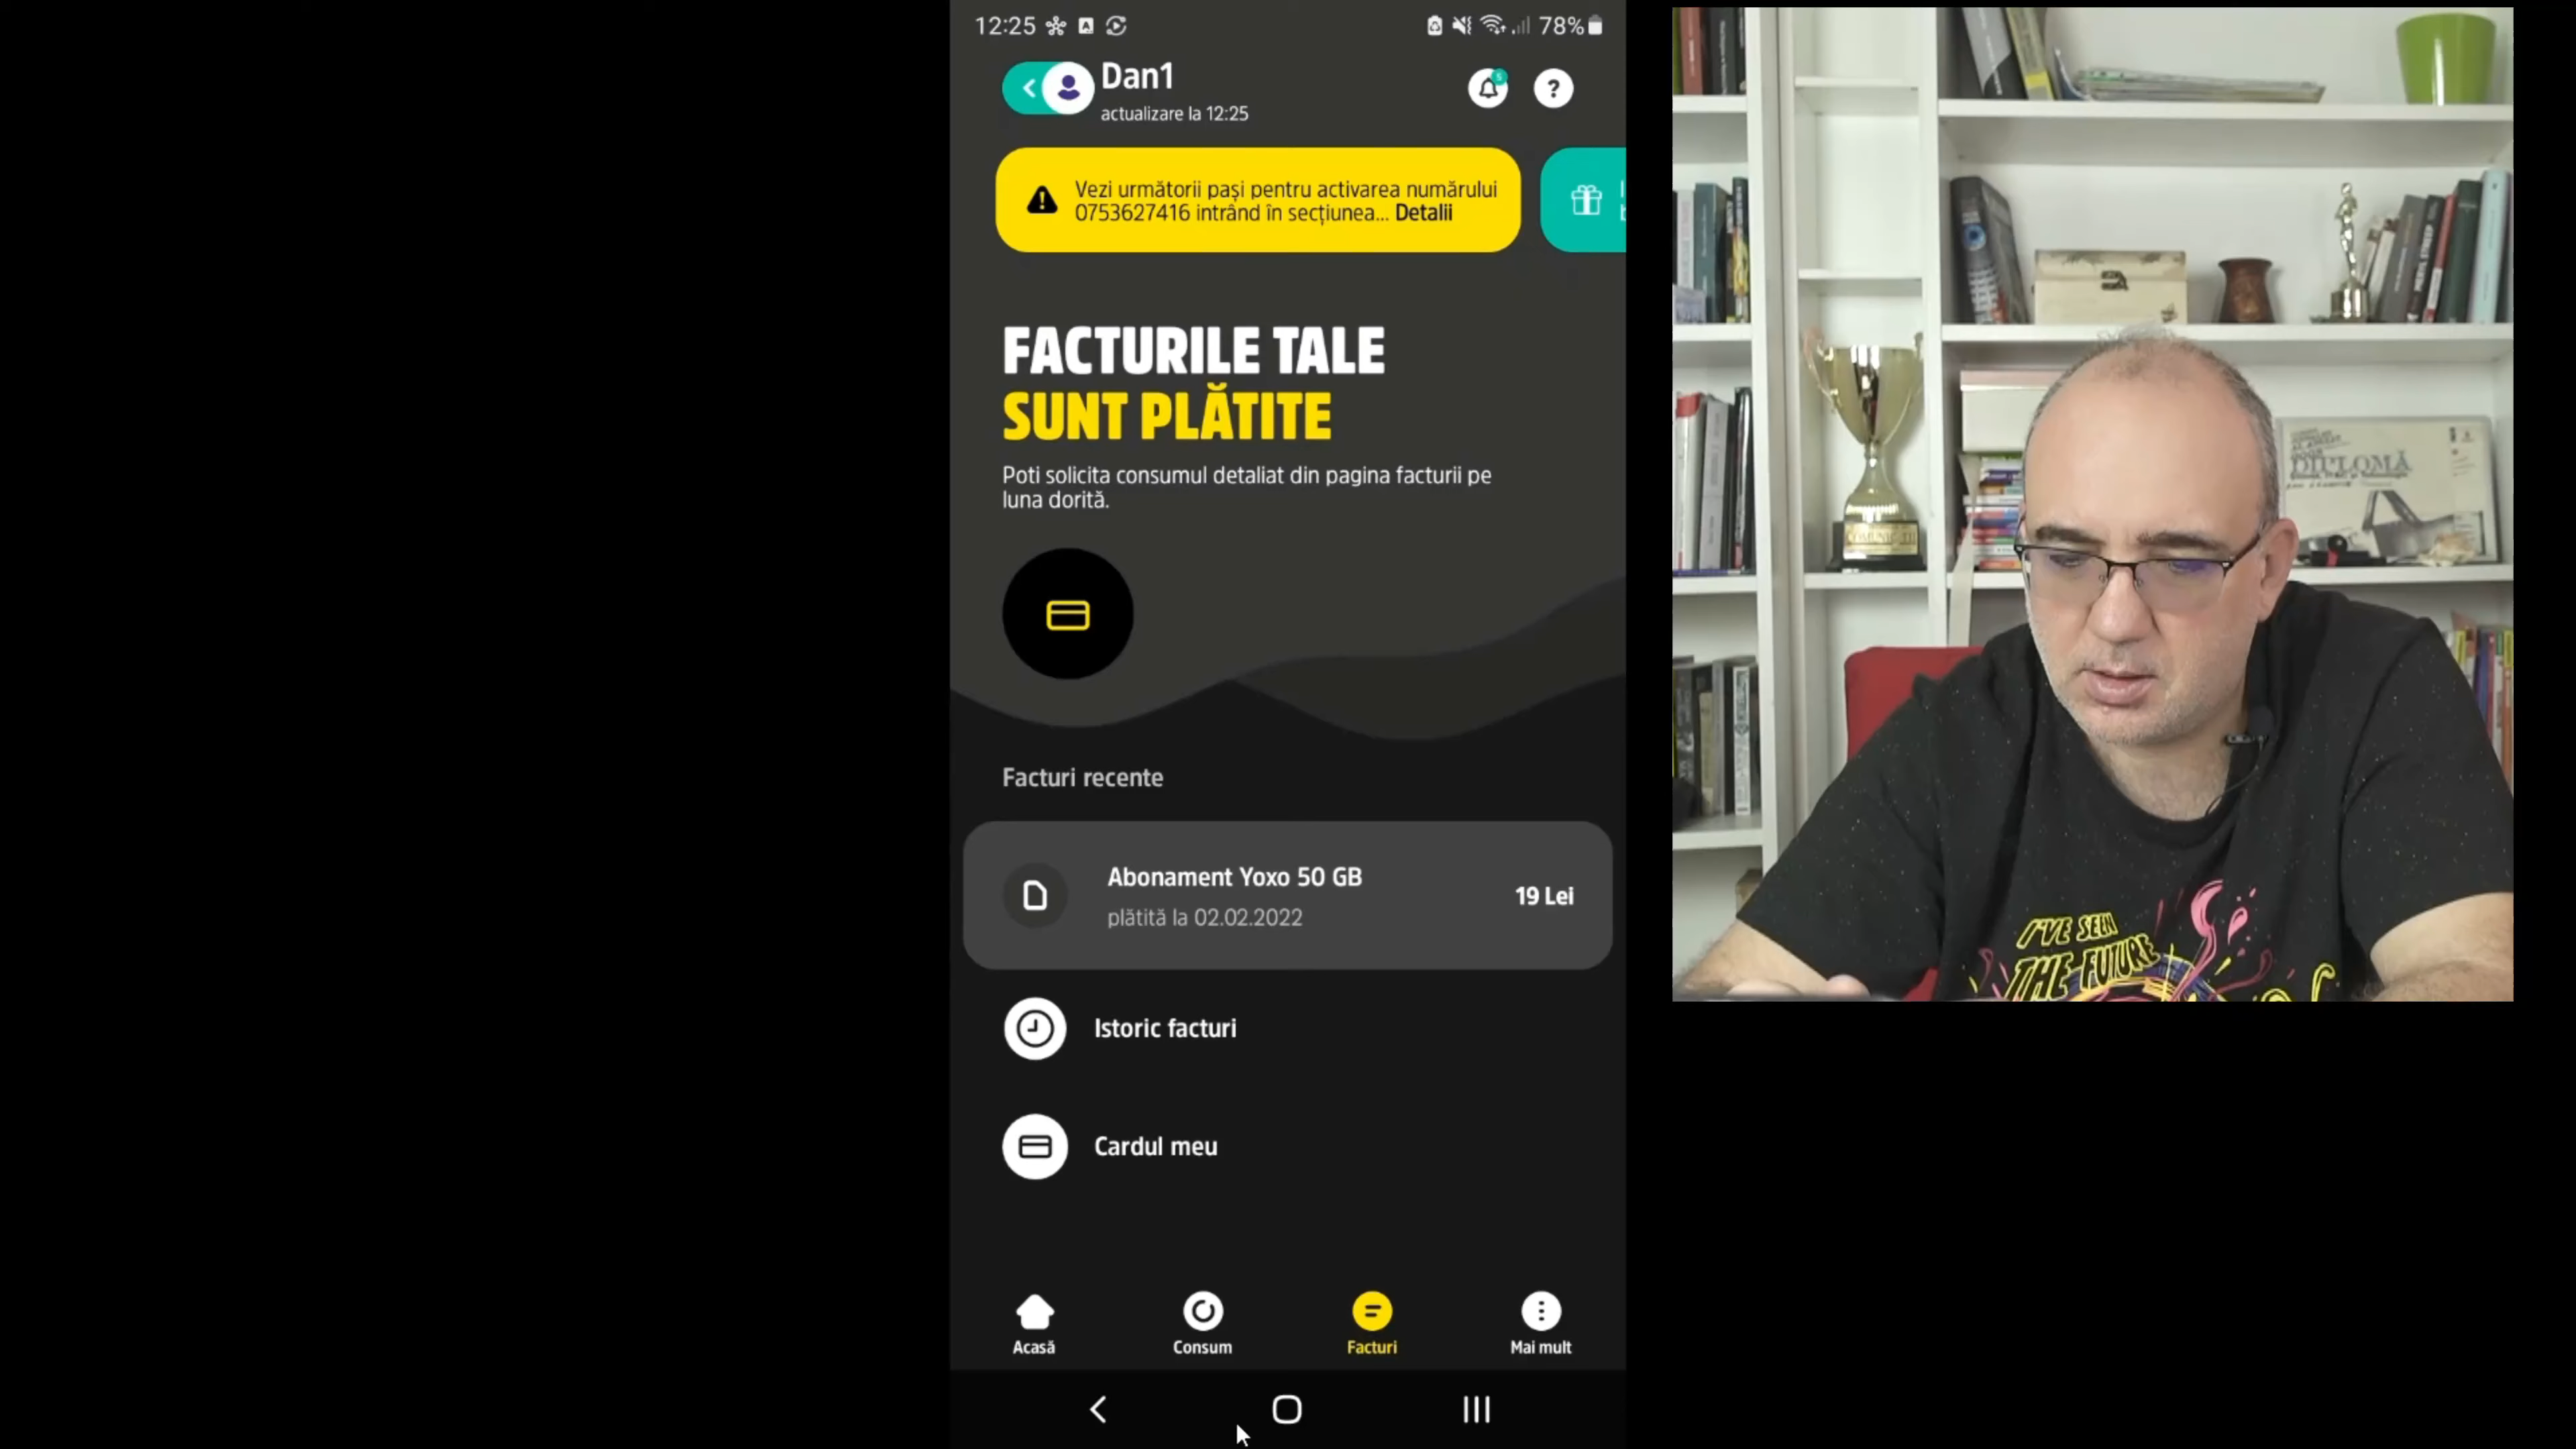 12:25
78%
Dan1
actualizare la 12:25
5
?
Vezi următorii pași pentru activarea numărului
0753627416 intrând în secțiunea... Detalii
FACTURILE TALE
SUNT PLĂTITE
Poti solicita consumul detaliat din pagina facturii pe
luna dorită.
Facturi recente
Abonament Yoxo 50 GB
19 Lei
plătită la 02.02.2022
Istoric facturi
Cardul meu
Acasă
Consum
Facturi
Mai mult
DIPLOMĂ
I'VE SEEN
THE FUTURE